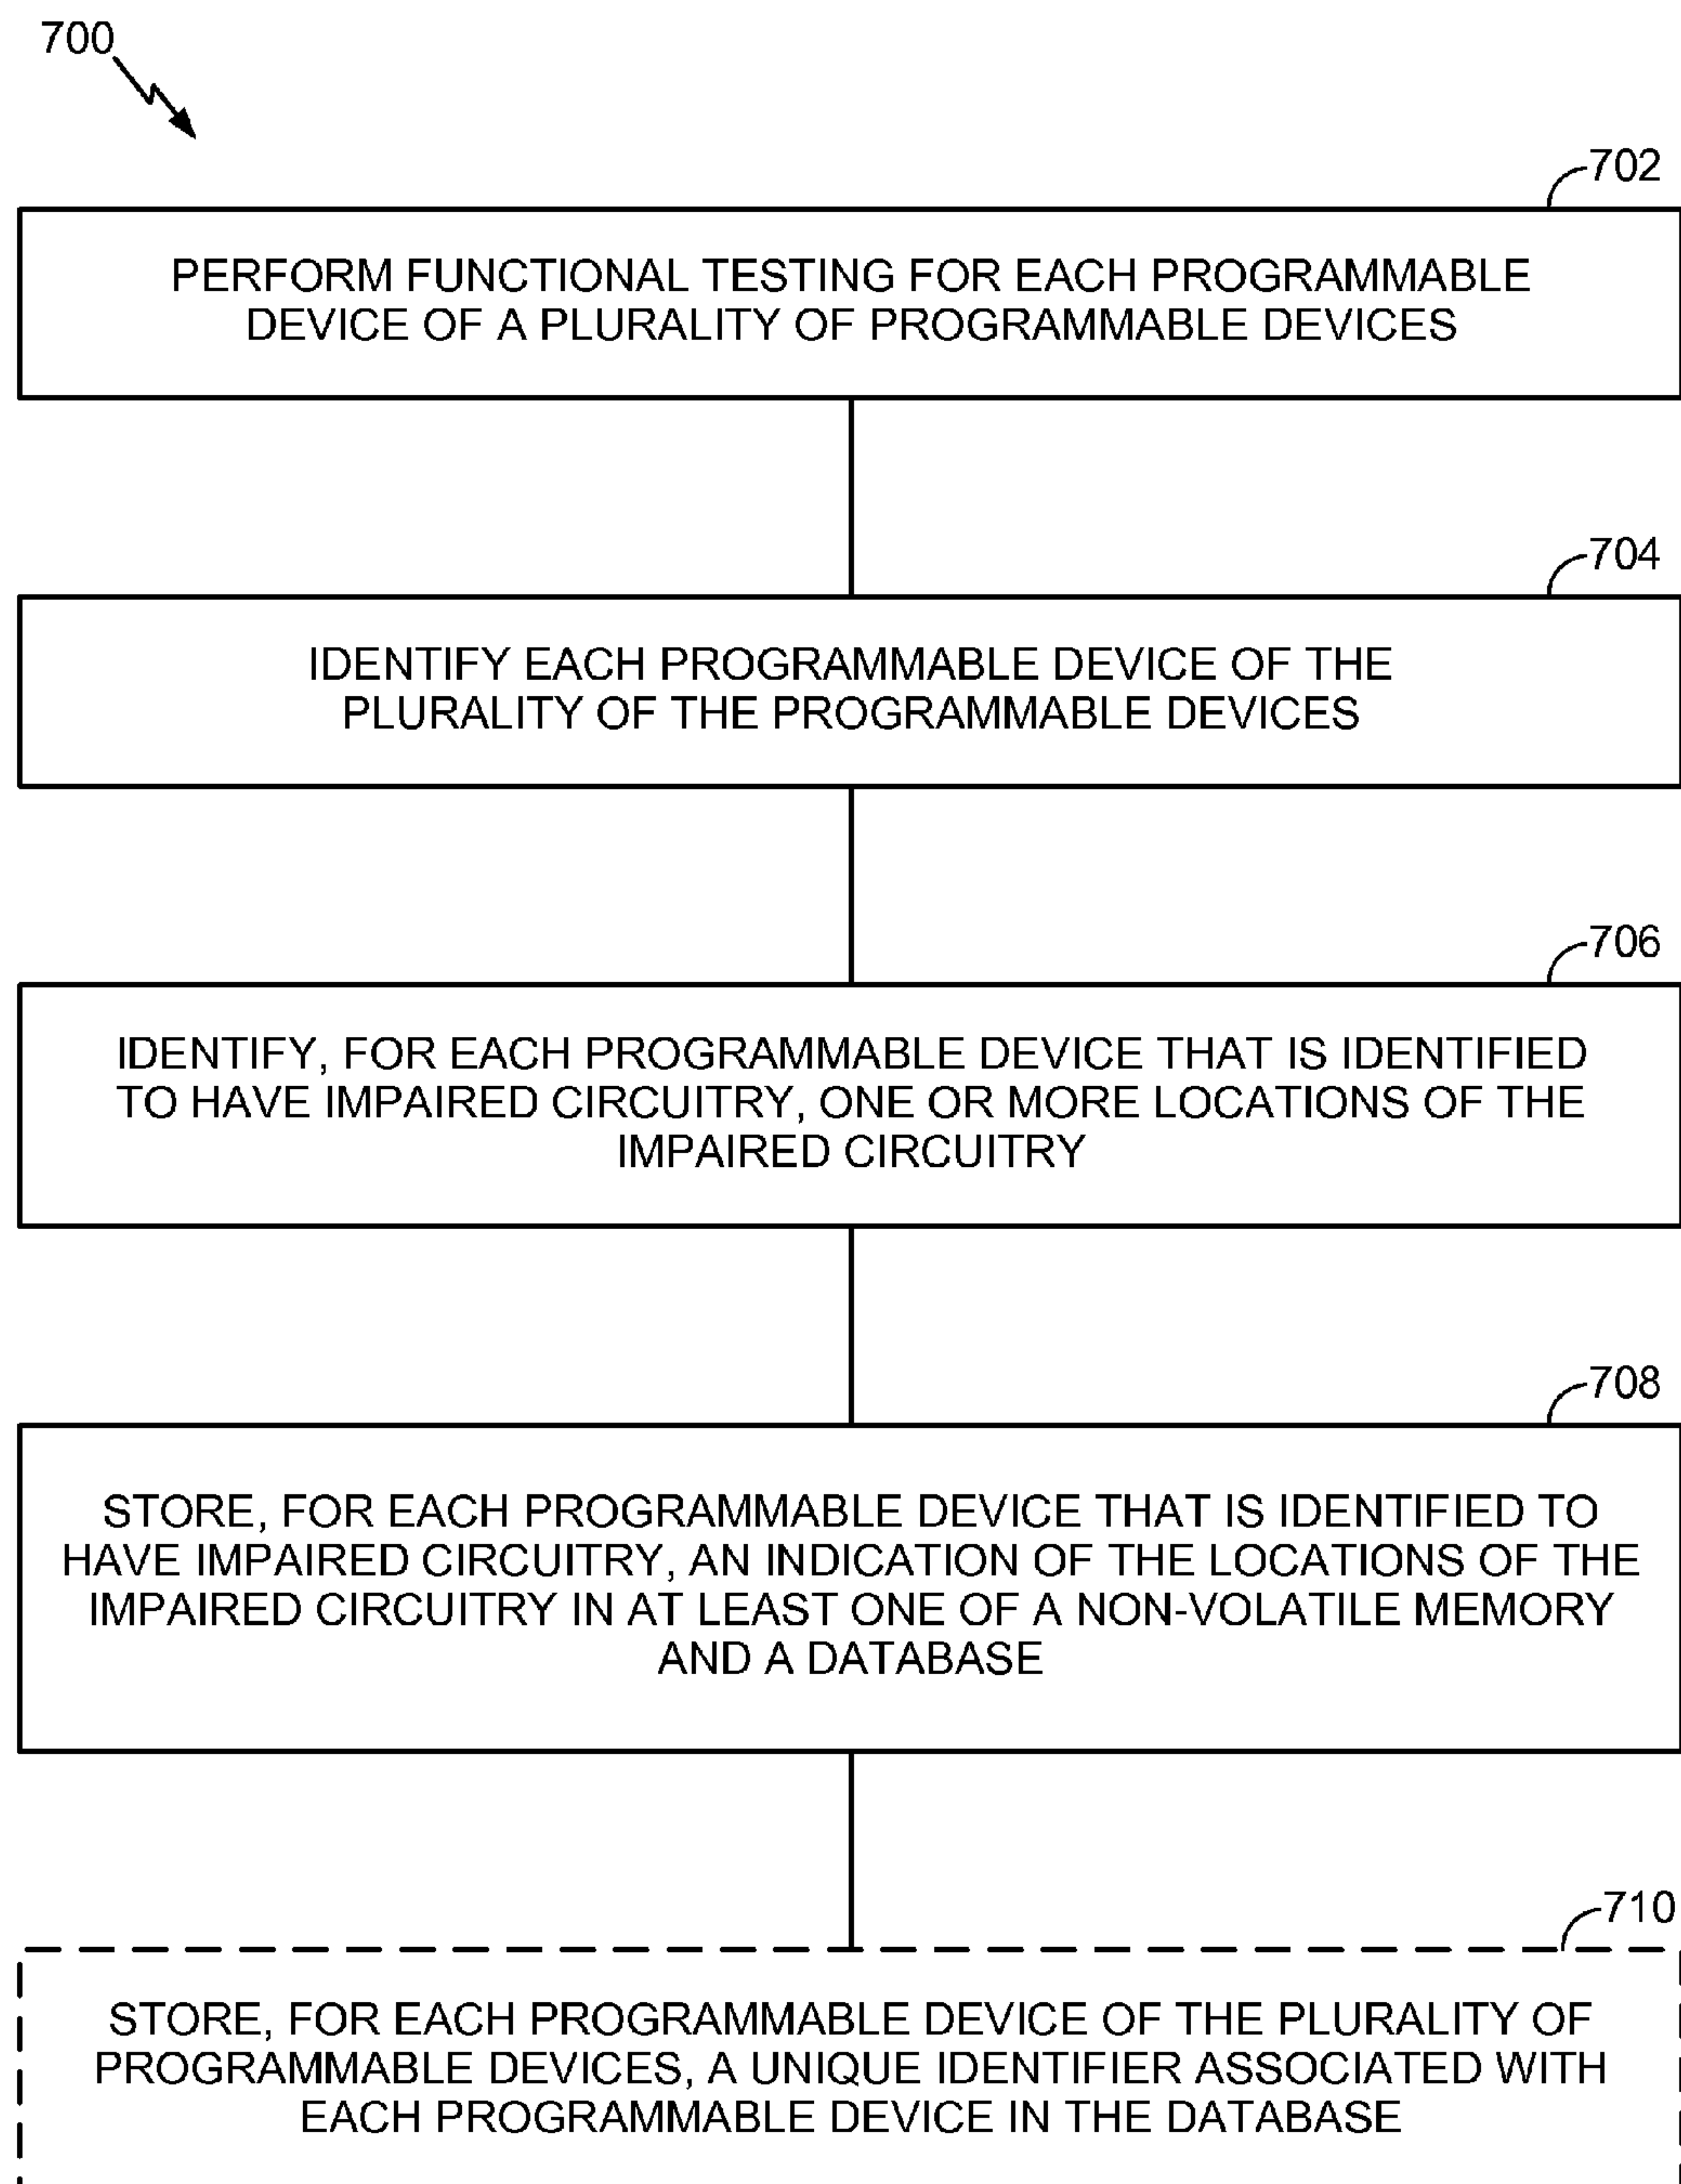 700
702
PERFORM FUNCTIONAL TESTING FOR EACH PROGRAMMABLE
DEVICE OF A PLURALITY OF PROGRAMMABLE DEVICES
704
IDENTIFY EACH PROGRAMMABLE DEVICE OF THE
PLURALITY OF THE PROGRAMMABLE DEVICES
706
IDENTIFY, FOR EACH PROGRAMMABLE DEVICE THAT IS IDENTIFIED
TO HAVE IMPAIRED CIRCUITRY, ONE OR MORE LOCATIONS OF THE
IMPAIRED CIRCUITRY
708
STORE, FOR EACH PROGRAMMABLE DEVICE THAT IS IDENTIFIED TO
HAVE IMPAIRED CIRCUITRY, AN INDICATION OF THE LOCATIONS OF THE
IMPAIRED CIRCUITRY IN AT LEAST ONE OF A NON-VOLATILE MEMORY
AND A DATABASE
710
STORE, FOR EACH PROGRAMMABLE DEVICE OF THE PLURALITY OF
PROGRAMMABLE DEVICES, A UNIQUE IDENTIFIER ASSOCIATED WITH
EACH PROGRAMMABLE DEVICE IN THE DATABASE